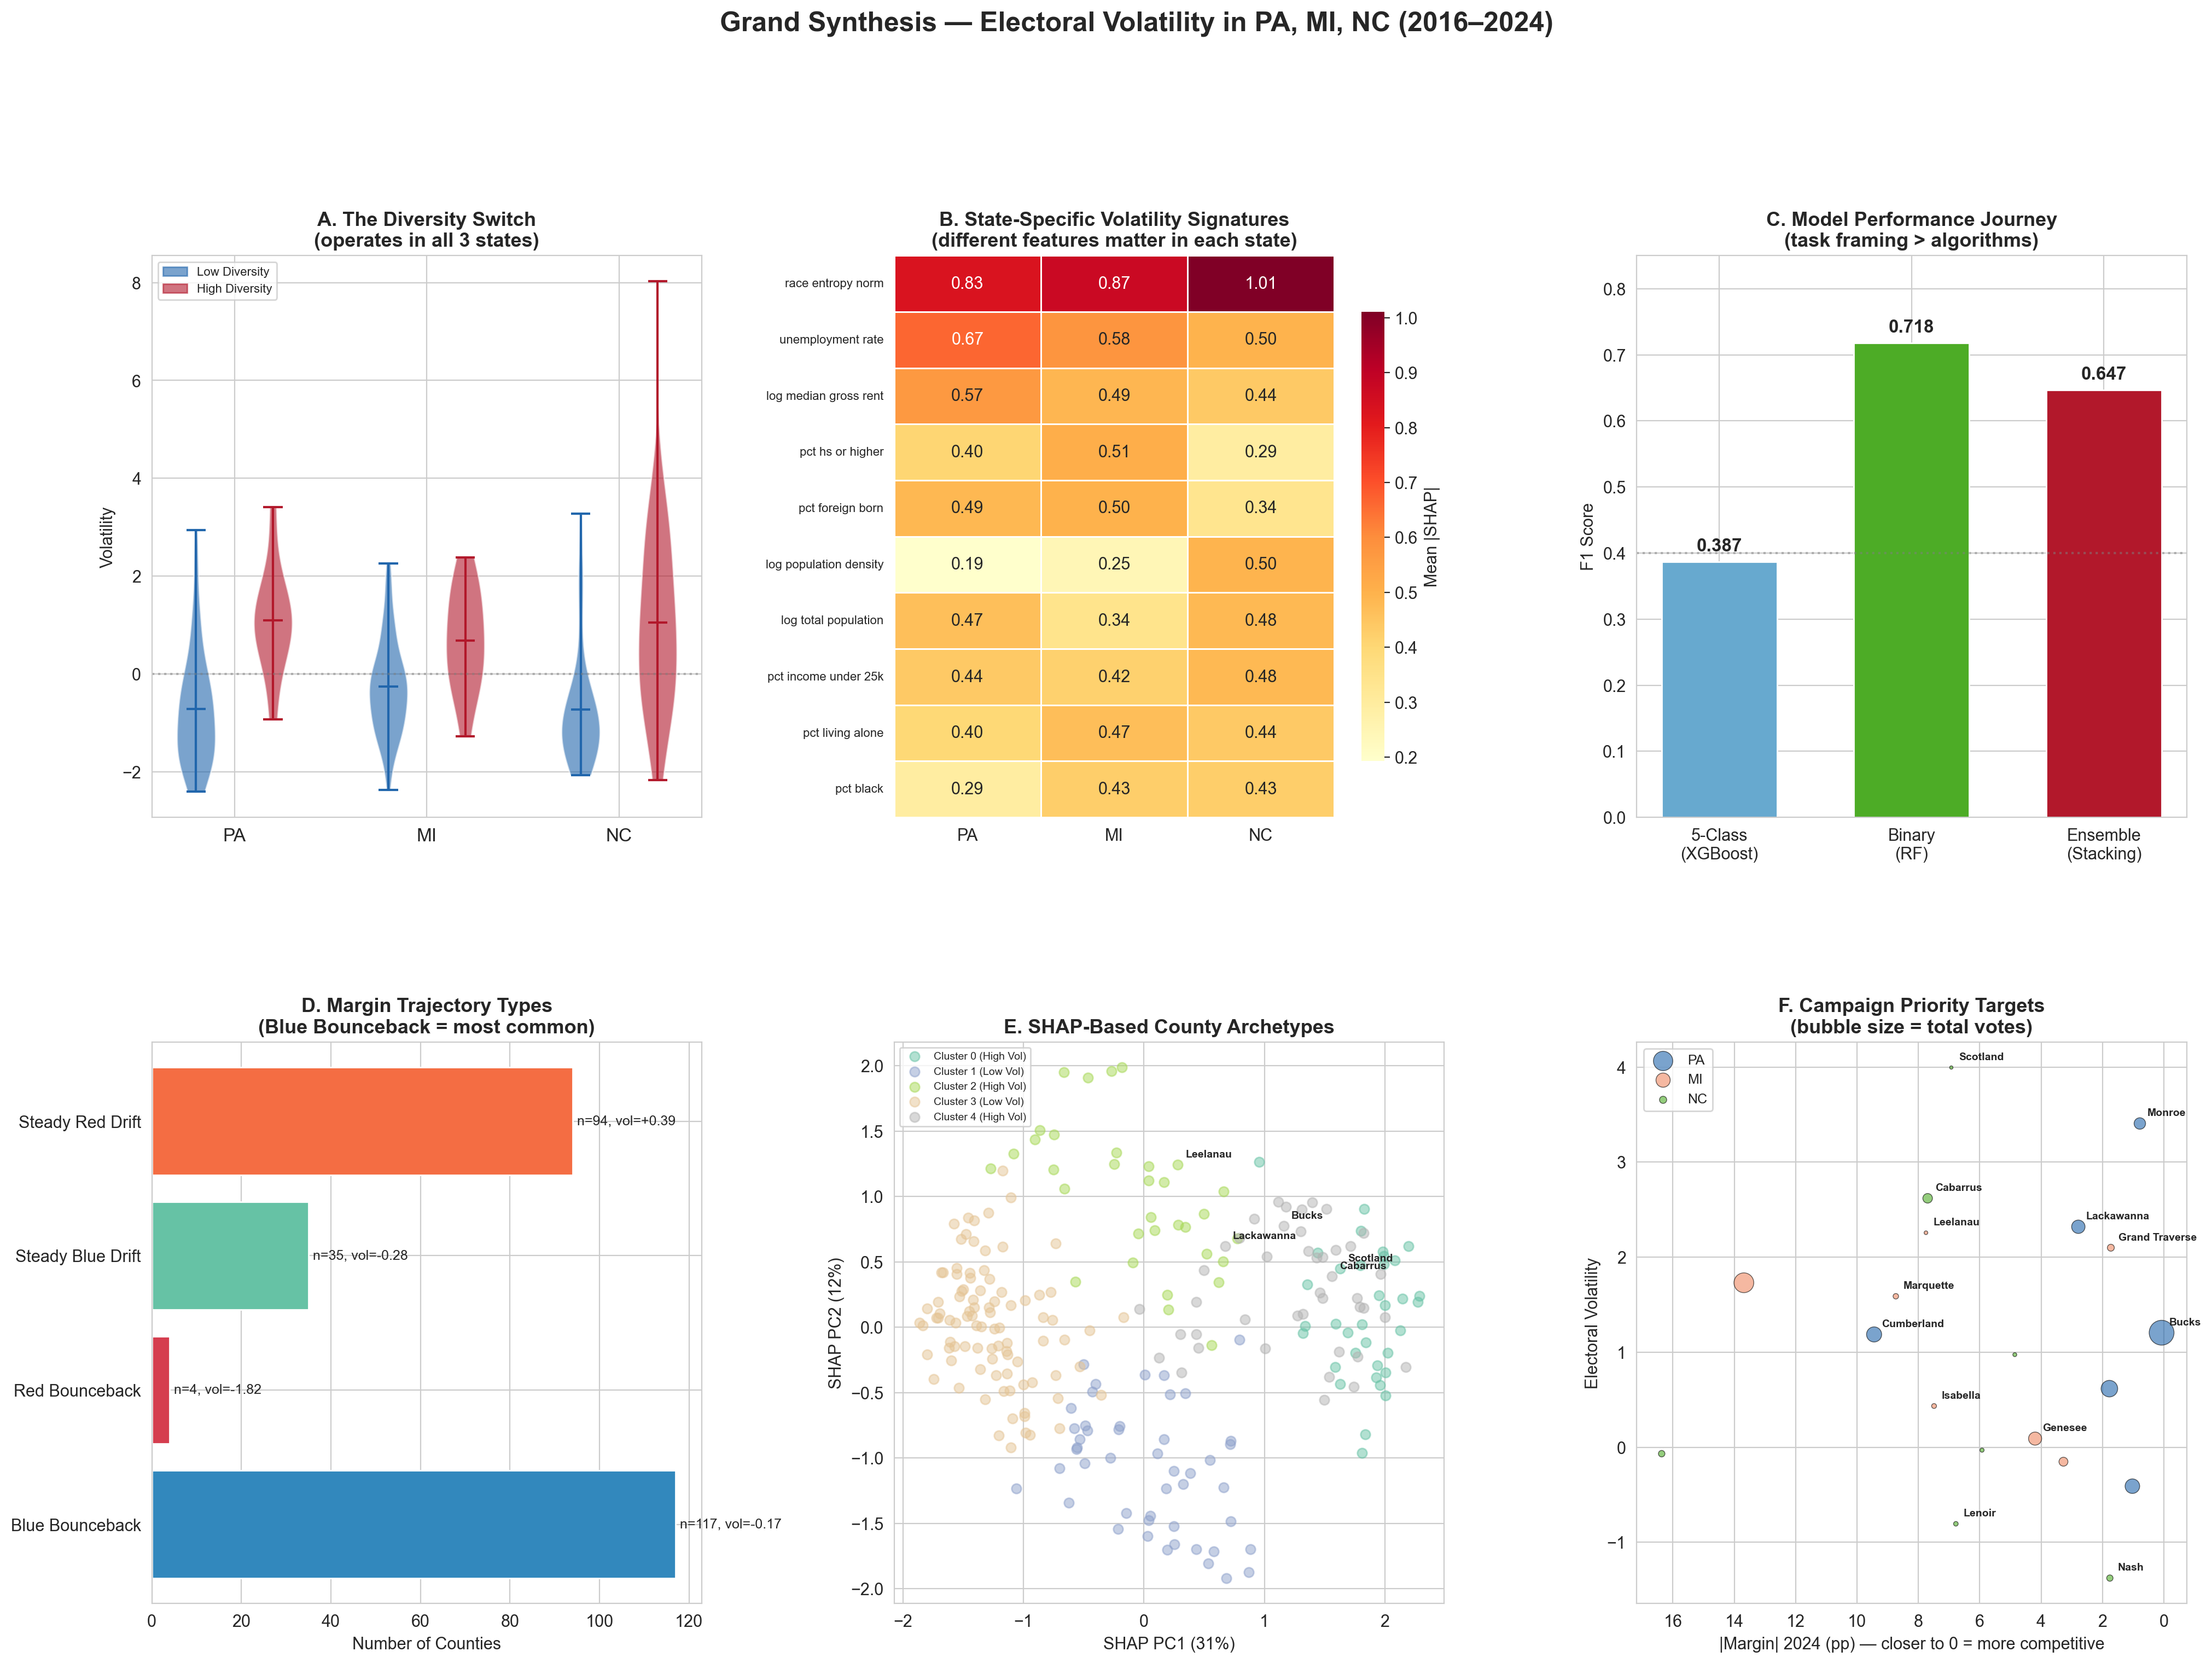 Grand Synthesis — Electoral Volatility in PA, MI, NC (2016–2024)
A. The Diversity Switch
(operates in all 3 states)
Low Diversity
High Diversity
Volatility
8
6
4
2
0
−2
PA
MI
NC
B. State-Specific Volatility Signatures
(different features matter in each state)
race entropy norm
0.83
0.87
1.01
unemployment rate
0.67
0.58
0.50
log median gross rent
0.57
0.49
0.44
pct hs or higher
0.40
0.51
0.29
pct foreign born
0.49
0.50
0.34
log population density
0.19
0.25
0.50
log total population
0.47
0.34
0.48
pct income under 25k
0.44
0.42
0.48
pct living alone
0.40
0.47
0.44
pct black
0.29
0.43
0.43
PA
MI
NC
1.0
0.9
0.8
0.7
0.6
0.5
0.4
0.3
0.2
Mean |SHAP|
C. Model Performance Journey
(task framing > algorithms)
F1 Score
0.8
0.7
0.6
0.5
0.4
0.3
0.2
0.1
0.0
0.387
0.718
0.647
5-Class
(XGBoost)
Binary
(RF)
Ensemble
(Stacking)
D. Margin Trajectory Types
(Blue Bounceback = most common)
Steady Red Drift
n=94, vol=+0.39
Steady Blue Drift
n=35, vol=-0.28
Red Bounceback
n=4, vol=-1.82
Blue Bounceback
n=117, vol=-0.17
0
20
40
60
80
100
120
Number of Counties
E. SHAP-Based County Archetypes
Cluster 0 (High Vol)
Cluster 1 (Low Vol)
Cluster 2 (High Vol)
Cluster 3 (Low Vol)
Cluster 4 (High Vol)
SHAP PC2 (12%)
2.0
1.5
1.0
0.5
0.0
−0.5
−1.0
−1.5
−2.0
Leelanau
Bucks
Lackawanna
Scotland
Cabarrus
−2
−1
0
1
2
SHAP PC1 (31%)
F. Campaign Priority Targets
(bubble size = total votes)
PA
MI
NC
Electoral Volatility
4
3
2
1
0
−1
Scotland
Monroe
Cabarrus
Leelanau
Lackawanna
Grand Traverse
Marquette
Cumberland
Bucks
Isabella
Genesee
Lenoir
Nash
16
14
12
10
8
6
4
2
0
|Margin| 2024 (pp) — closer to 0 = more competitive